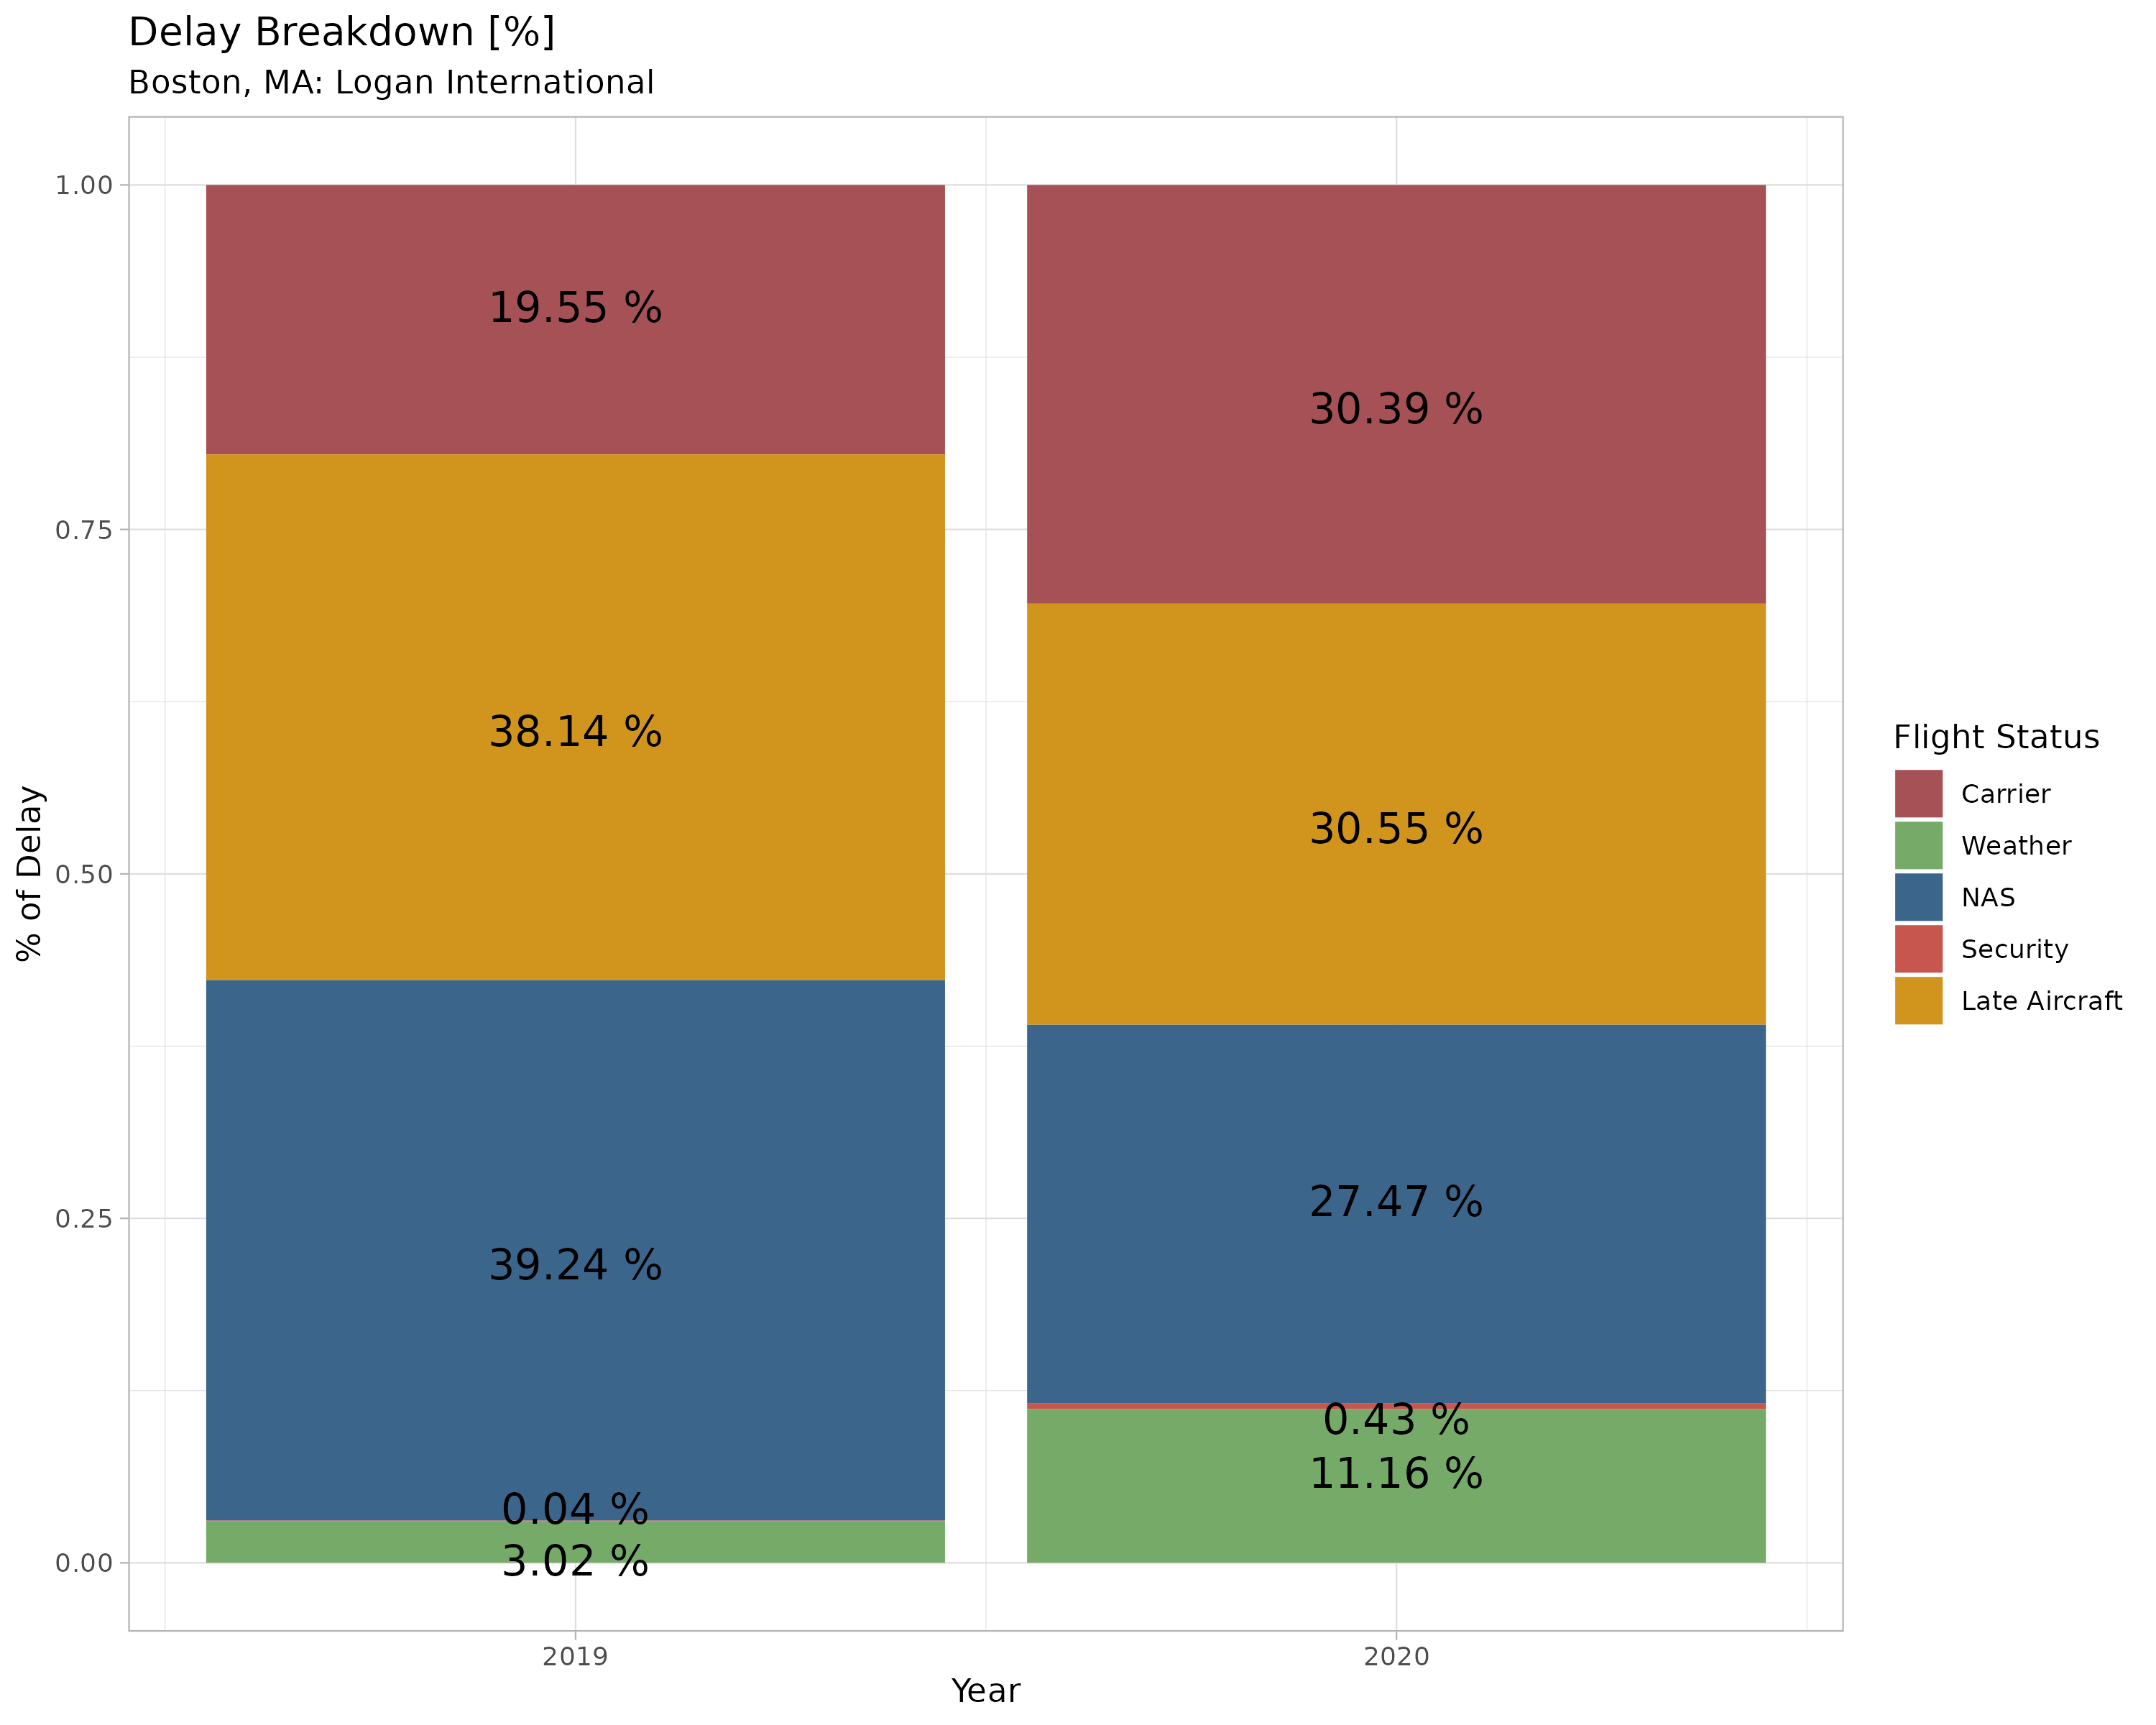 Delay Breakdown [%]
Boston, MA: Logan International
% of Delay
1.00
0.75
0.50
0.25
0.00
19.55 %
38.14 %
39.24 %
0.04 %
3.02 %
30.39 %
30.55 %
27.47 %
0.43 %
11.16 %
2019
2020
Year
Flight Status
Carrier
Weather
NAS
Security
Late Aircraft